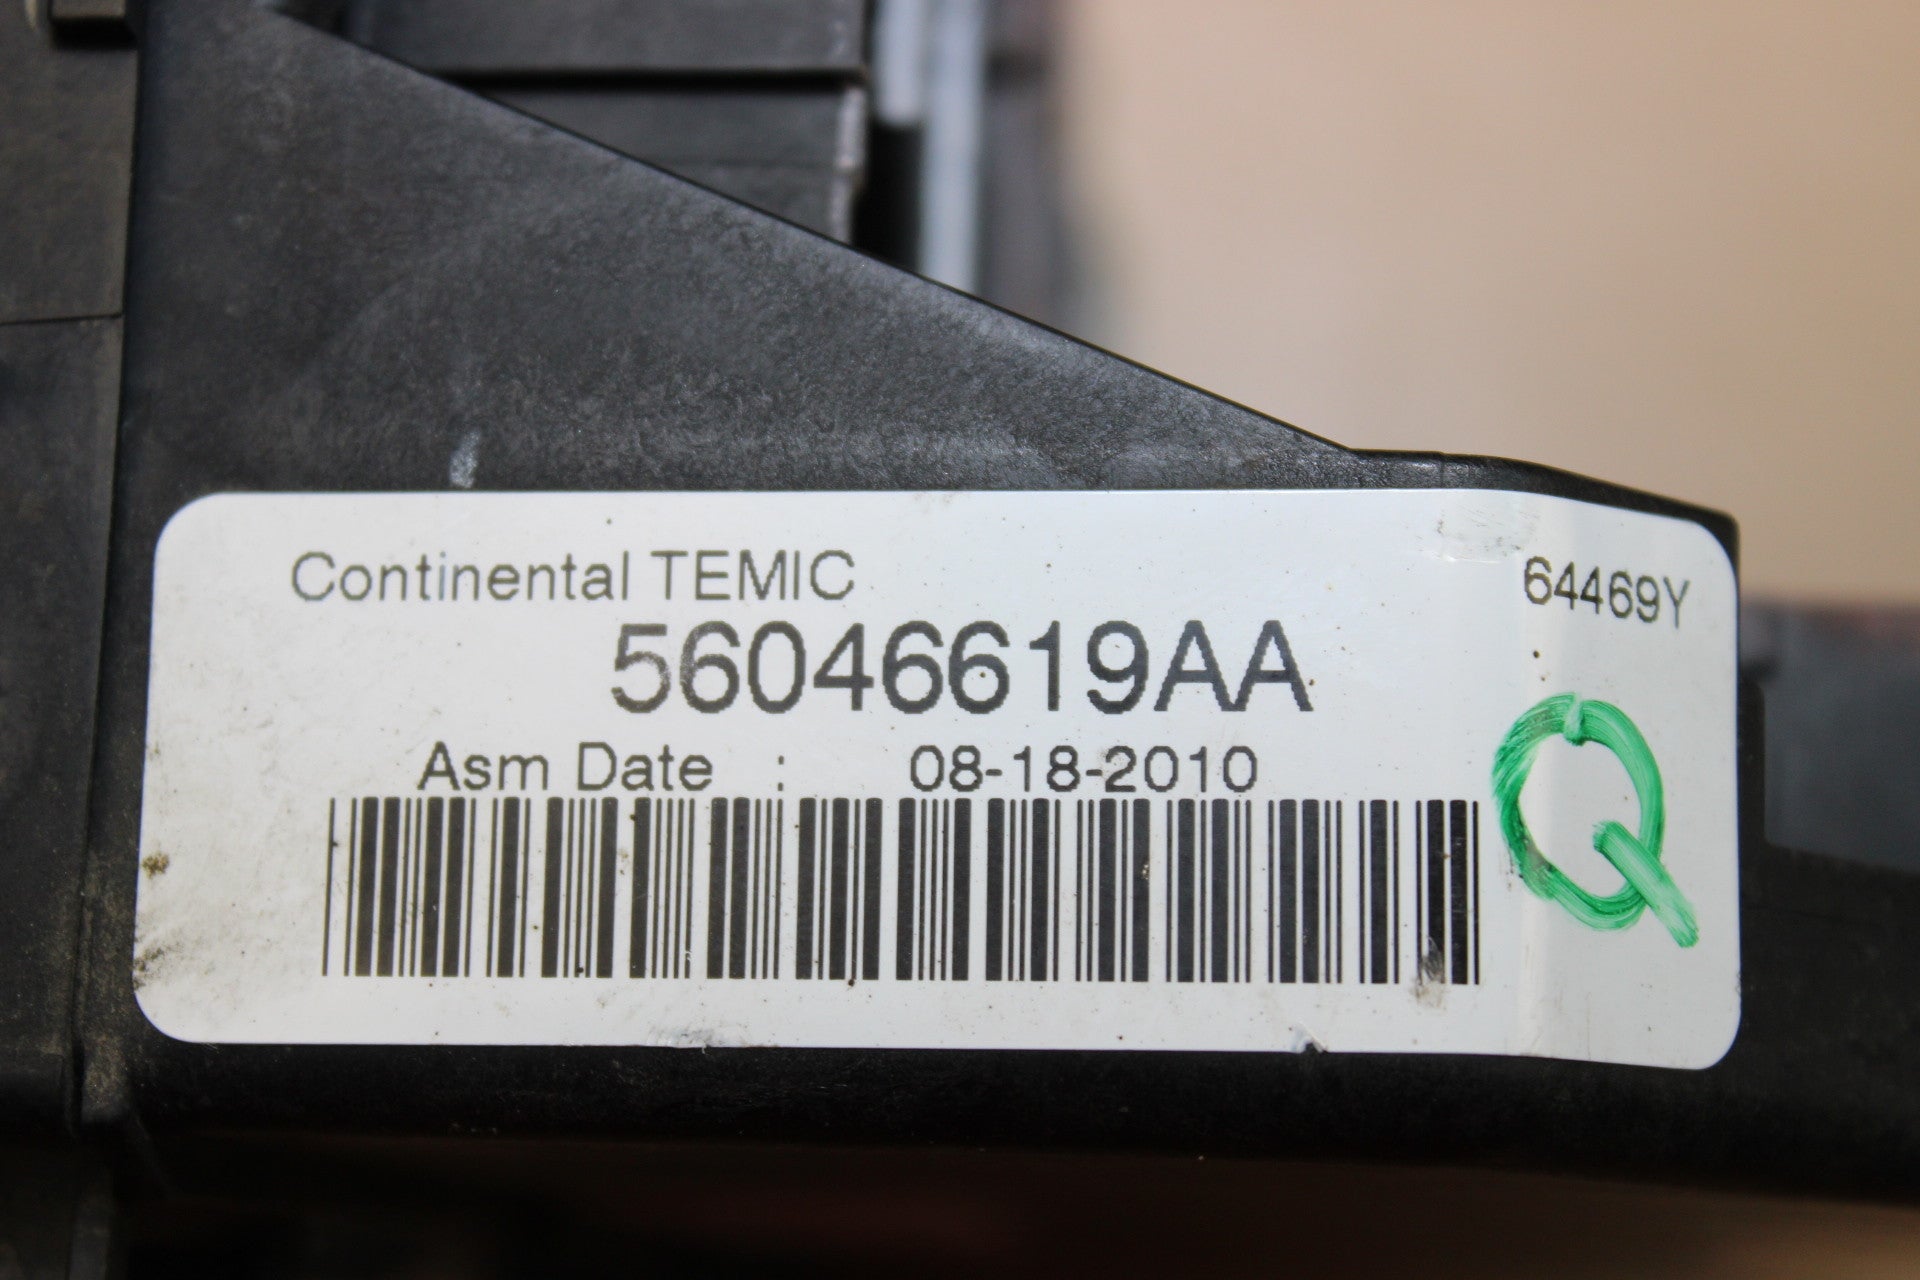 Continental TEMIC
64469Y
56046619AA
Asm Date : 08-18-2010
Q